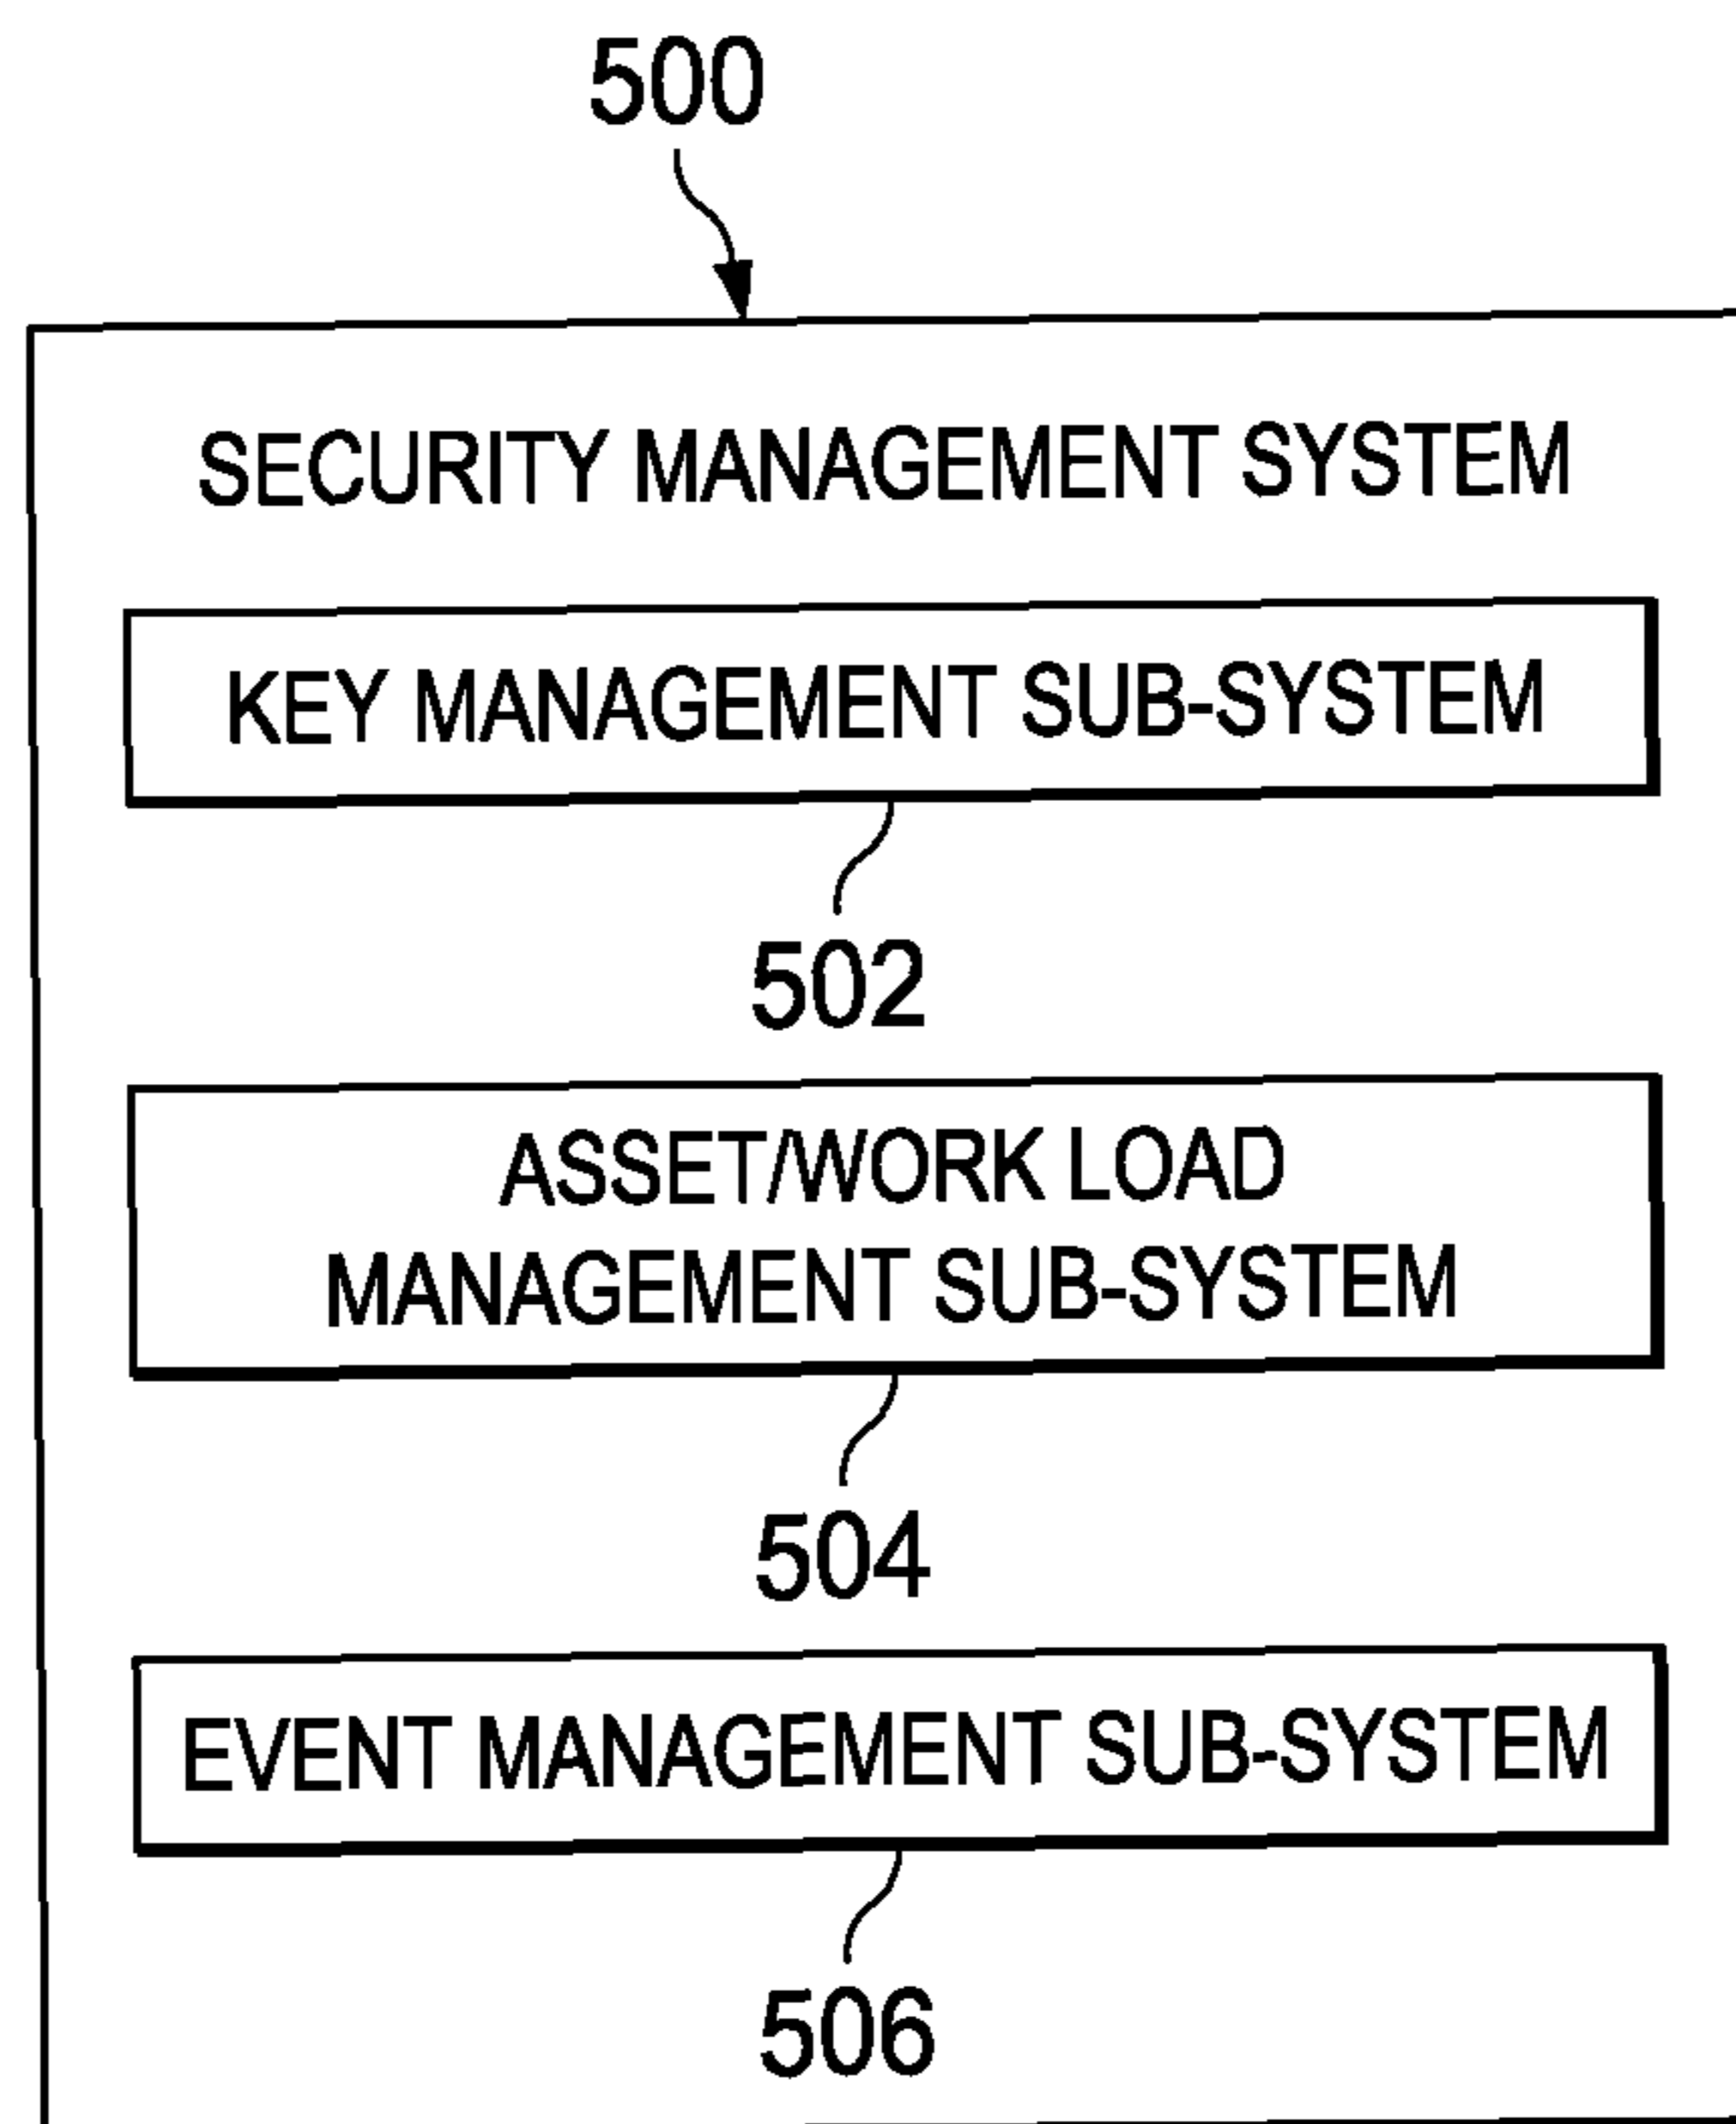 500
SECURITY MANAGEMENT SYSTEM
KEY MANAGEMENT SUB-SYSTEM
502
ASSET/WORK LOAD
MANAGEMENT SUB-SYSTEM
504
EVENT MANAGEMENT SUB-SYSTEM
506